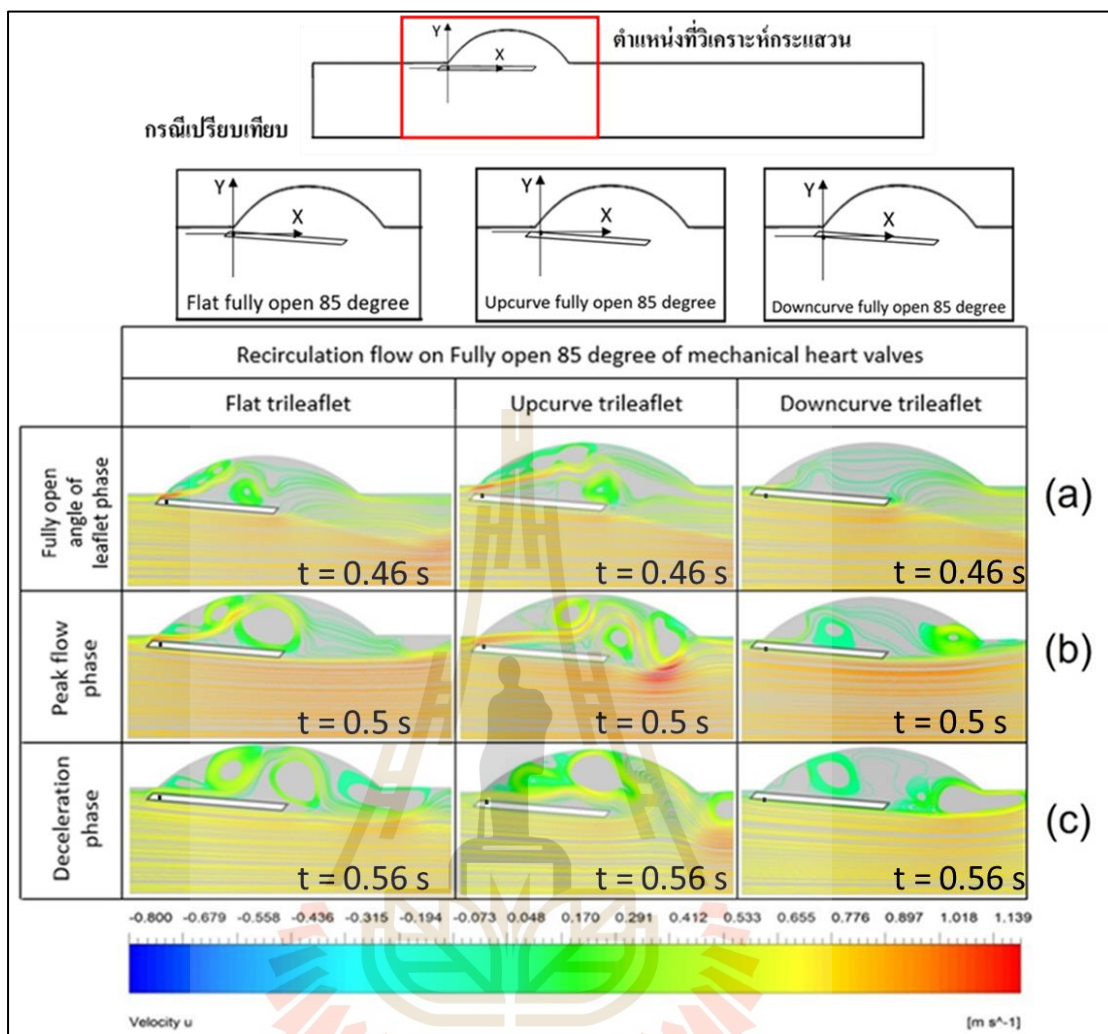 Y
ตำแหน่งที่วิเคราะห์กระแสวน
X
กรณีเปรียบเทียบ
Y
X
Flat fully open 85 degree
Y
X
Upcurve fully open 85 degree
Y
X
Downcurve fully open 85 degree
Recirculation flow on Fully open 85 degree of mechanical heart valves
Flat trileaflet Upcurve trileaflet Downcurve trileaflet
Fully open
angle of
leaflet phase
t = 0.46 s t = 0.46 s t = 0.46 s
(a)
Peak flow
phase
t = 0.5 s t = 0.5 s t = 0.5 s
(b)
Deceleration
phase
t = 0.56 s t = 0.56 s t = 0.56 s
(c)
-0.800 -0.679 -0.558 -0.436 -0.315 -0.194 -0.073 0.048 0.170 0.291 0.412 0.533 0.655 0.776 0.897 1.018 1.139
Velocity u [m s^-1]